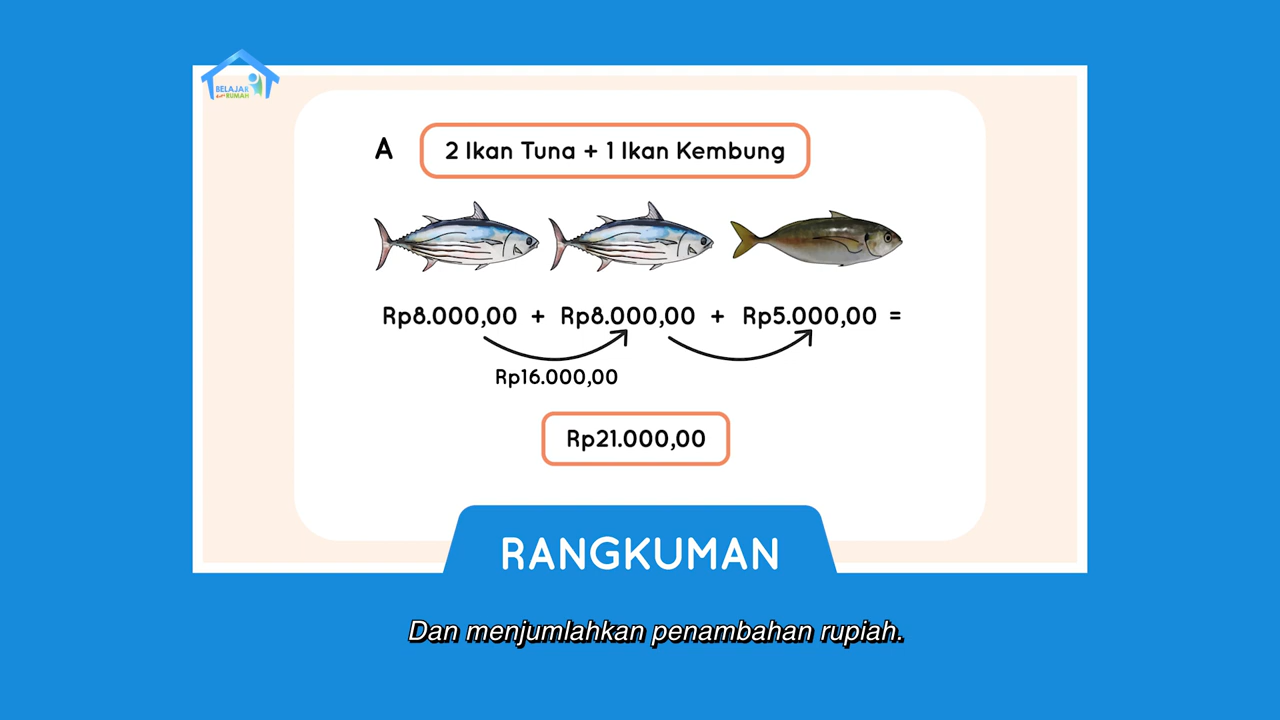 BELAJAR
dari RUMAH
A 2 Ikan Tuna + 1 Ikan Kembung
Rp8.000,00 + Rp8.000,00 + Rp5.000,00 =
Rp16.000,00
Rp21.000,00
RANGKUMAN
Dan menjumlahkan penambahan rupiah.